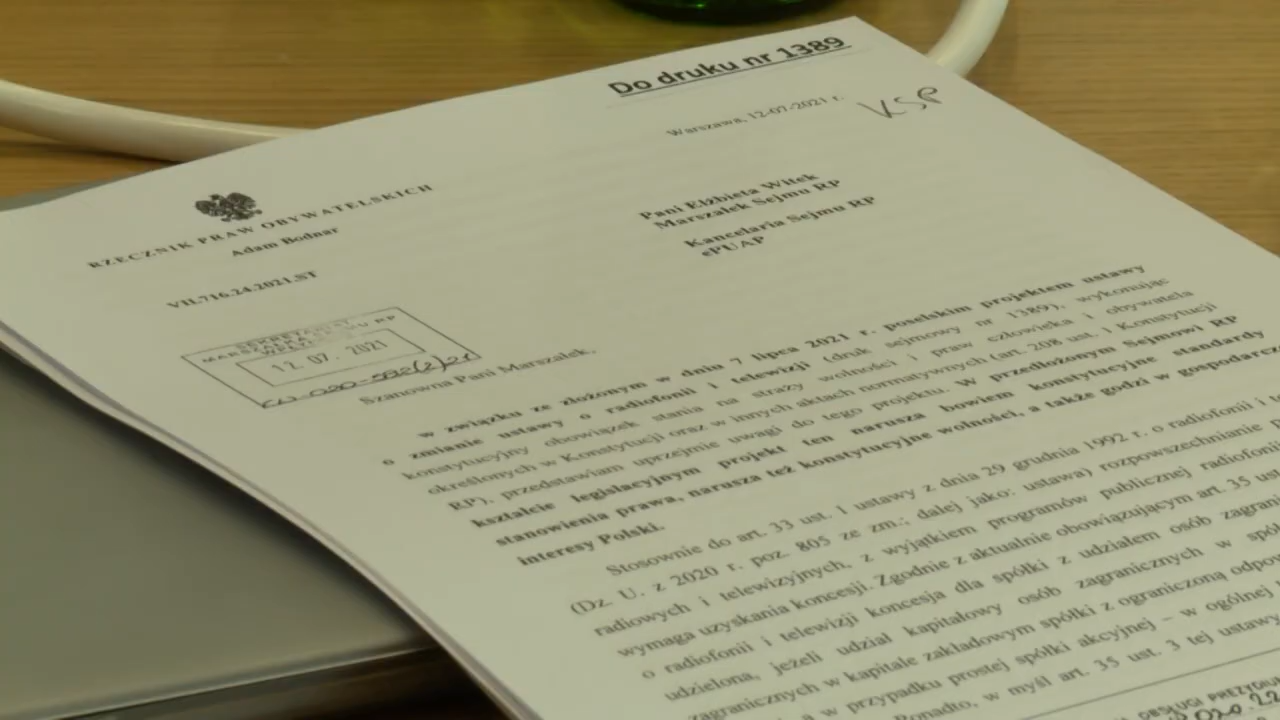 Do druku nr 1389
Warszawa, 12-07-2021 r.
KSP
RZECZNIK PRAW OBYWATELSKICH
Adam Bodnar
VII.716.24.2021.ST
Pani Elżbieta Witek
Marszałek Sejmu RP
Kancelaria Sejmu RP
ePUAP
MARSZAŁKA RP
12. 07. 2021
Szanowna Pani Marszałek,
w związku ze złożonym w dniu 7 lipca 2021 r. poselskim projektem ustawy
o zmianie ustawy o radiofonii i telewizji (druk sejmowy nr 1389), wykonując
konstytucyjny obowiązek stania na straży wolności i praw człowieka i obywatela
określonych w Konstytucji oraz w innych aktach normatywnych (art. 208 ust. 1 Konstytucji
RP), przedstawiam uprzejmie uwagi do tego projektu. W przedłożonym Sejmowi RP
kształcie legislacyjnym projekt ten narusza bowiem konstytucyjne standardy
stanowienia prawa, narusza też konstytucyjne wolności, a także godzi w gospodarcze
interesy Polski.
Stosownie do art. 33 ust. 1 ustawy z dnia 29 grudnia 1992 r. o radiofonii i
(Dz. U. z 2020 r. poz. 805 ze zm.; dalej jako: ustawa) rozpowszechnianie
radiowych i telewizyjnych, z wyjątkiem programów publicznej radiofonii
wymaga uzyskania koncesji. Zgodnie z aktualnie obowiązującym art. 35 ust.
o radiofonii i telewizji koncesja dla spółki z udziałem osób
udzielona, jeżeli udział kapitałowy osób zagranicznych w
zagranicznych w kapitale zakładowym spółki z ograniczoną
a w przypadku prostej spółki akcyjnej – w ogólnej
Ponadto, w myśl art. 35 ust. 3 tej ustawy